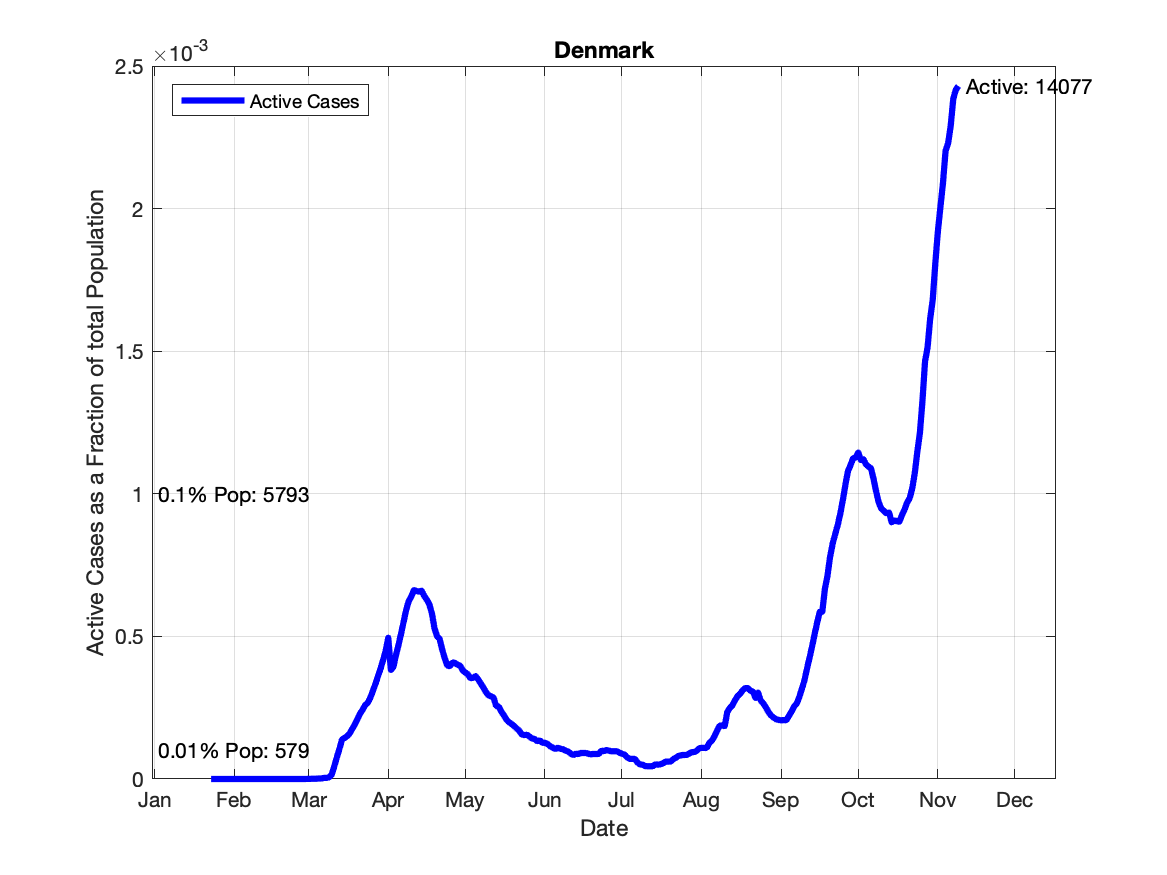 Denmark
×10⁻³
2.5
2
1.5
1
0.5
0
Active Cases as a Fraction of total Population
Active Cases
Active: 14077
0.1% Pop: 5793
0.01% Pop: 579
Jan Feb Mar Apr May Jun Jul Aug Sep Oct Nov Dec
Date